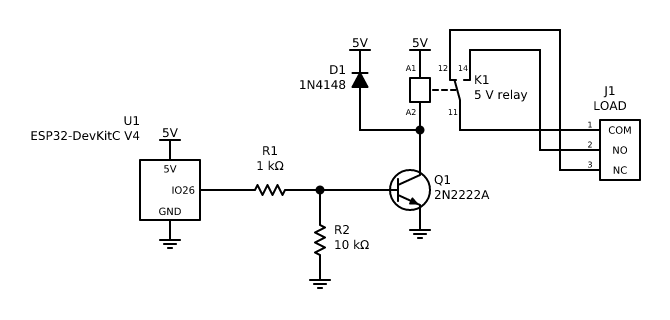 5V
5V
12
14
A1
D1
1N4148
K1
5 V relay
A2
11
J1
LOAD
1
COM
2
NO
3
NC
U1
ESP32-DevKitC V4
5V
5V
IO26
GND
R1
1 kΩ
Q1
2N2222A
R2
10 kΩ